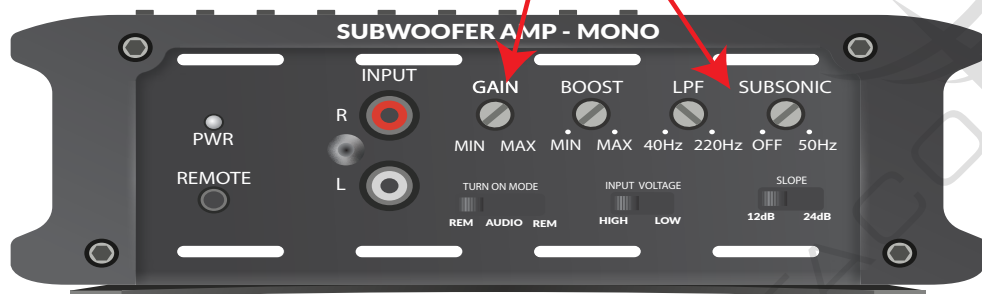 SUBWOOFER AMP - MONO
INPUT
GAIN BOOST LPF SUBSONIC
R
PWR
MIN MAX MIN MAX 40Hz 220Hz OFF 50Hz
REMOTE
L
TURN ON MODE INPUT VOLTAGE SLOPE
REM AUDIO REM HIGH LOW 12dB 24dB